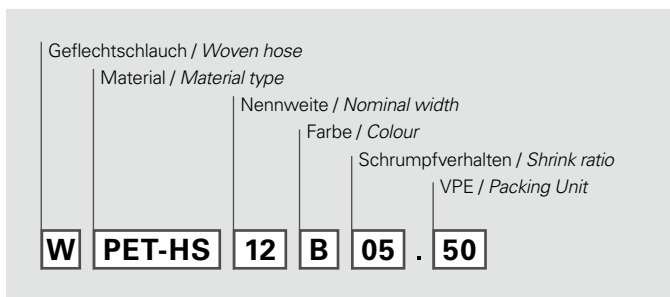 Geflechtschlauch / Woven hose
Material / Material type
Nennweite / Nominal width
Farbe / Colour
Schrumpfverhalten / Shrink ratio
VPE / Packing Unit
W PET-HS 12 B 05 . 50